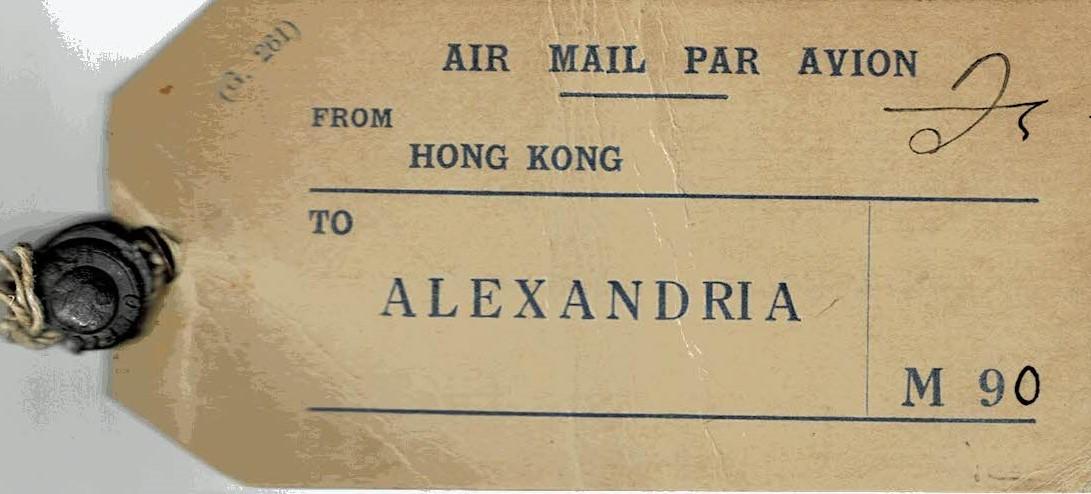 (G. 261)
AIR MAIL PAR AVION
FROM
HONG KONG
TO
ALEXANDRIA
M 90